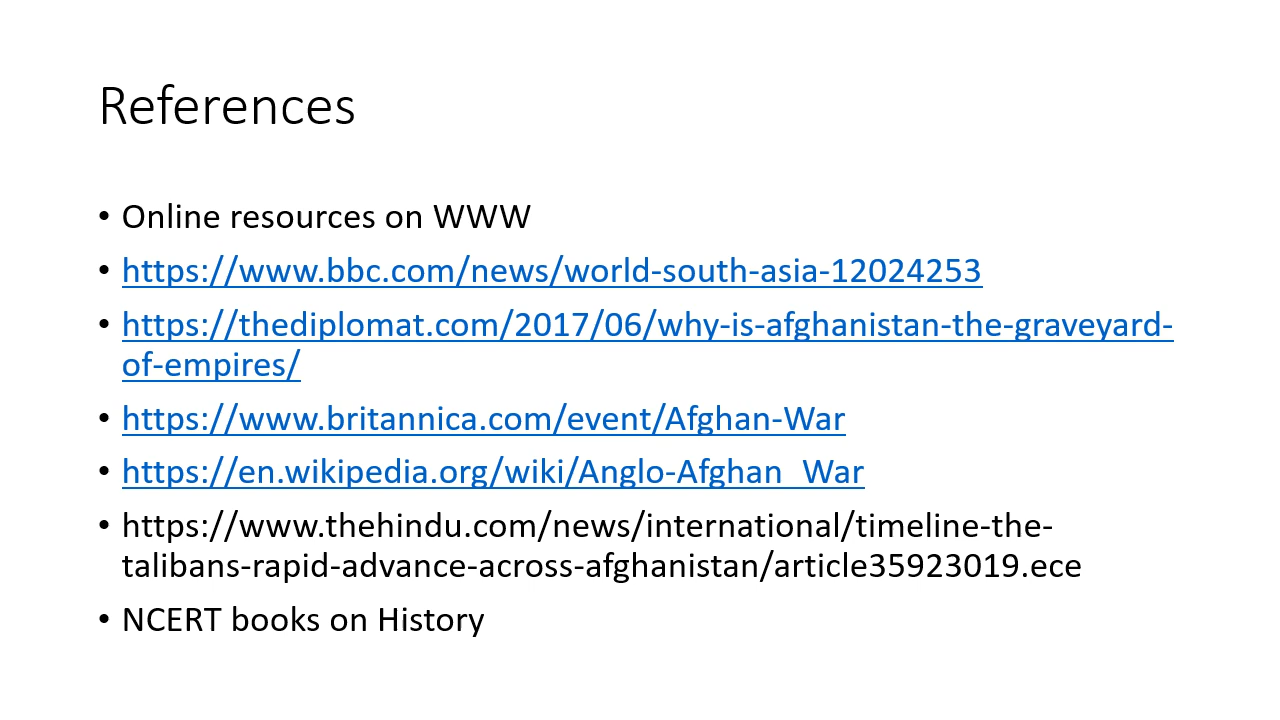 References
• Online resources on WWW
• https://www.bbc.com/news/world-south-asia-12024253
• https://thediplomat.com/2017/06/why-is-afghanistan-the-graveyard-
of-empires/
• https://www.britannica.com/event/Afghan-War
• https://en.wikipedia.org/wiki/Anglo-Afghan_War
• https://www.thehindu.com/news/international/timeline-the-
talibans-rapid-advance-across-afghanistan/article35923019.ece
• NCERT books on History